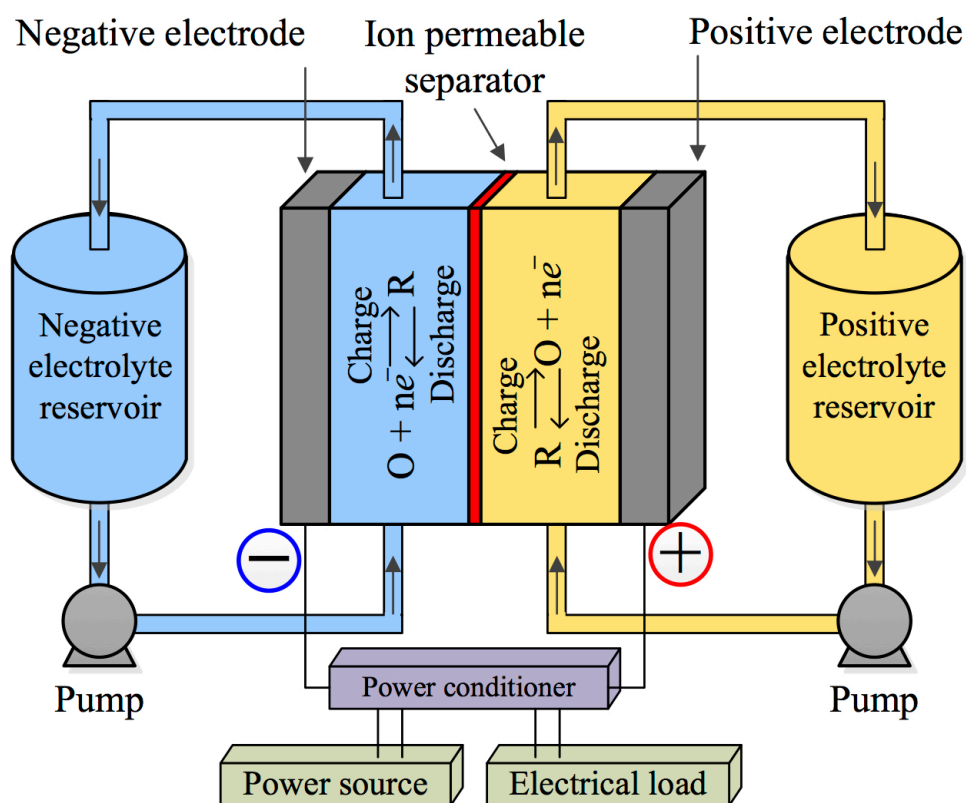 Negative electrode
Ion permeable
separator
Positive electrode
Negative
electrolyte
reservoir
Charge
O + ne⁻ ⇄ R
Discharge
Charge
R ⇄ O + ne⁻
Discharge
Positive
electrolyte
reservoir
−
+
Pump
Power conditioner
Pump
Power source
Electrical load